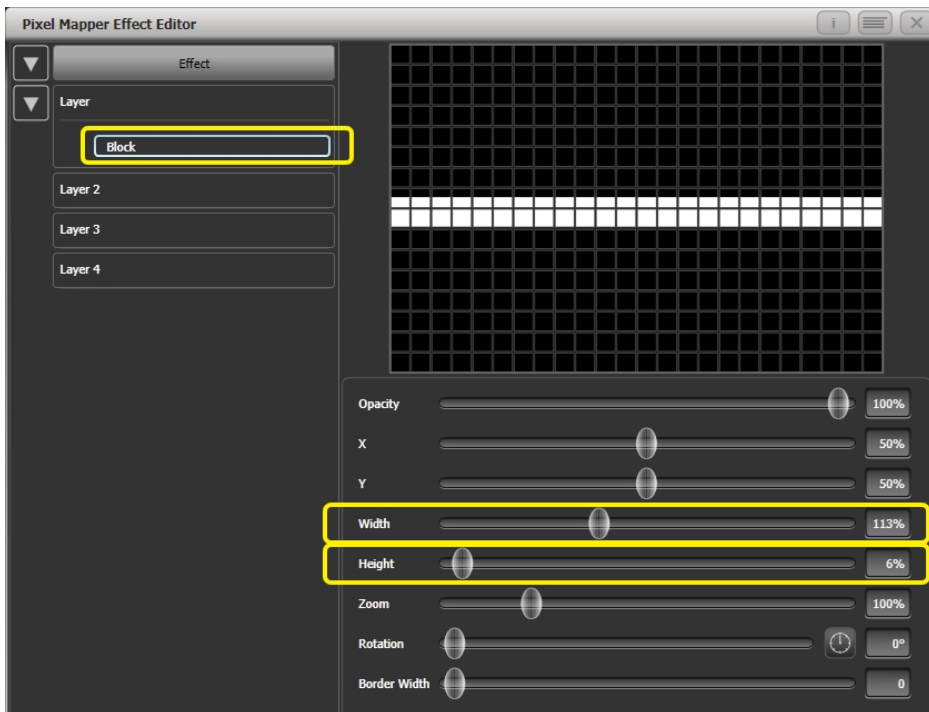 Pixel Mapper Effect Editor
i
Effect
Layer
Block
Layer 2
Layer 3
Layer 4
Opacity 100%
X 50%
Y 50%
Width 113%
Height 6%
Zoom 100%
Rotation 0°
Border Width 0